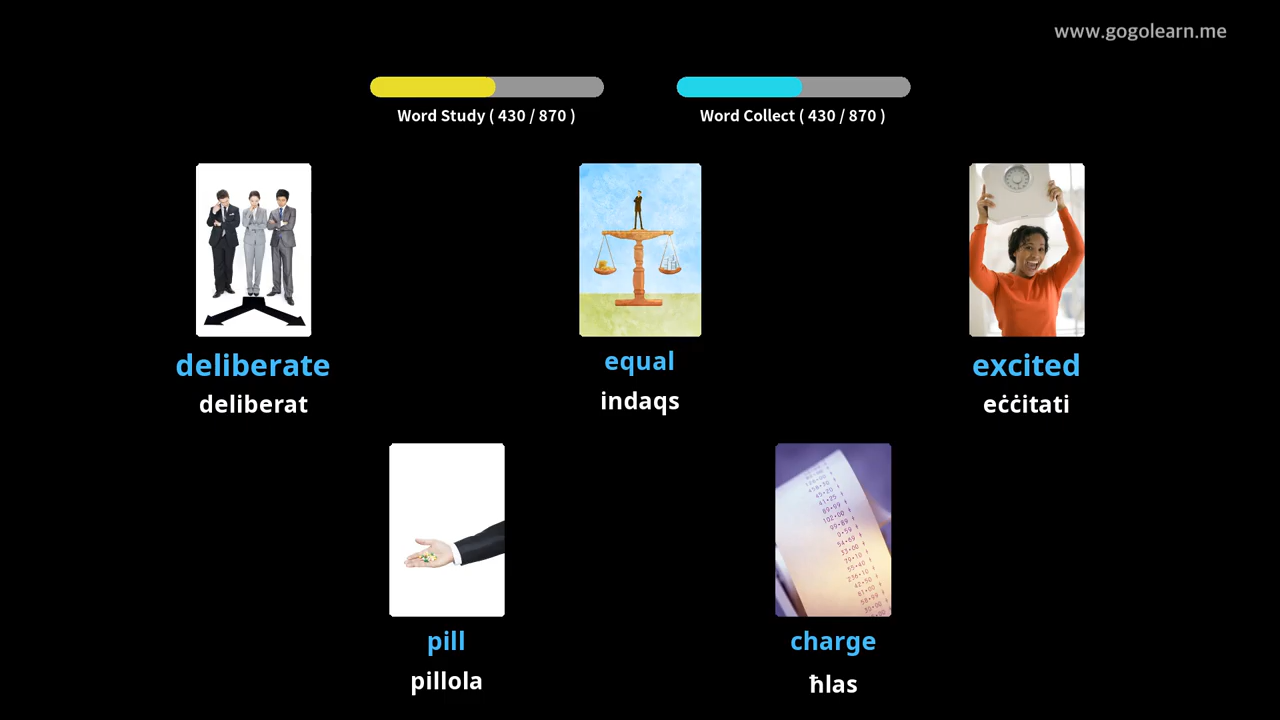 www.gogolearn.me
Word Study ( 430 / 870 )
Word Collect ( 430 / 870 )
deliberate
deliberat
equal
indaqs
excited
eċċitati
pill
pillola
charge
ħlas